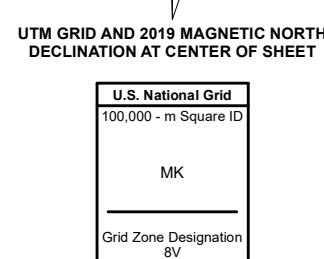 UTM GRID AND 2019 MAGNETIC NORTH
DECLINATION AT CENTER OF SHEET
U.S. National Grid
100,000 - m Square ID
MK
Grid Zone Designation
8V